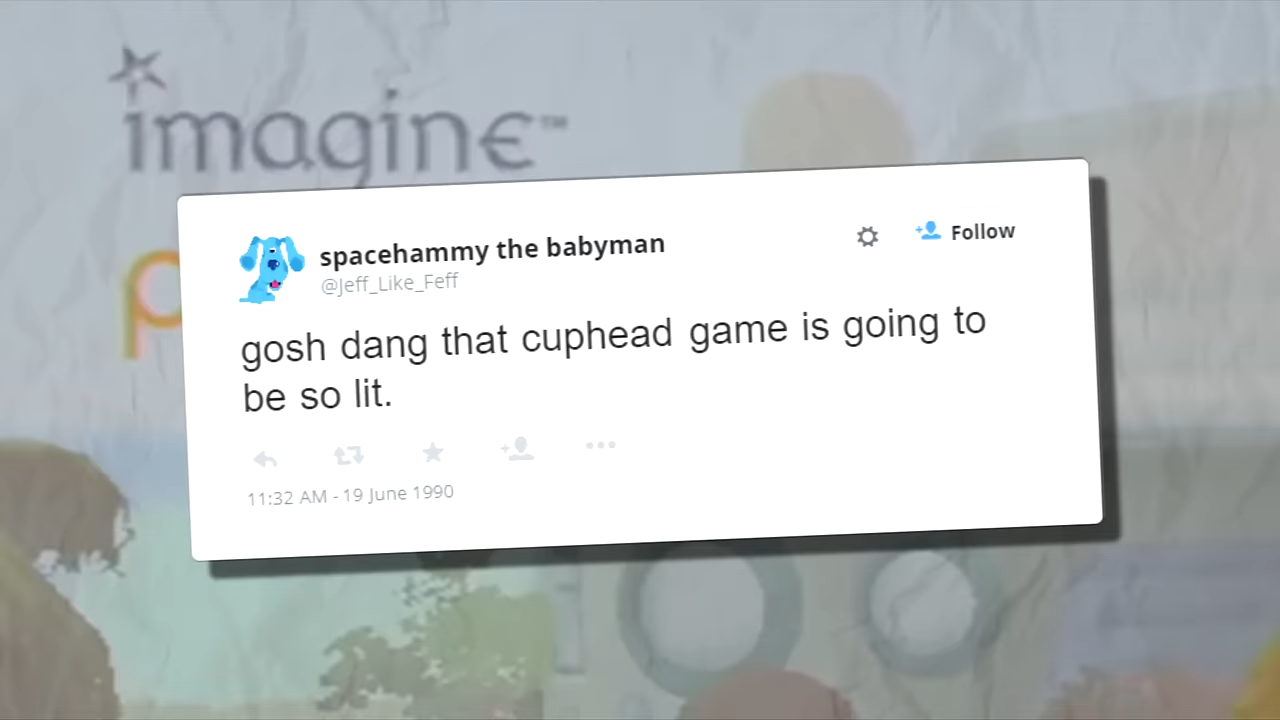 imagine™
p
spacehammy the babyman
Follow
@Jeff_Like_Feff
gosh dang that cuphead game is going to
be so lit.
11:32 AM - 19 June 1990